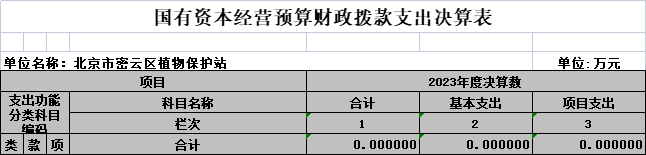 国有资本经营预算财政拨款支出决算表
单位名称：北京市密云区植物保护站 单位：万元
项目 2023年度决算数
支出功能
分类科目
编码
科目名称 合计 基本支出 项目支出
栏次 1 2 3
类 款 项 合计 0.000000 0.000000 0.000000